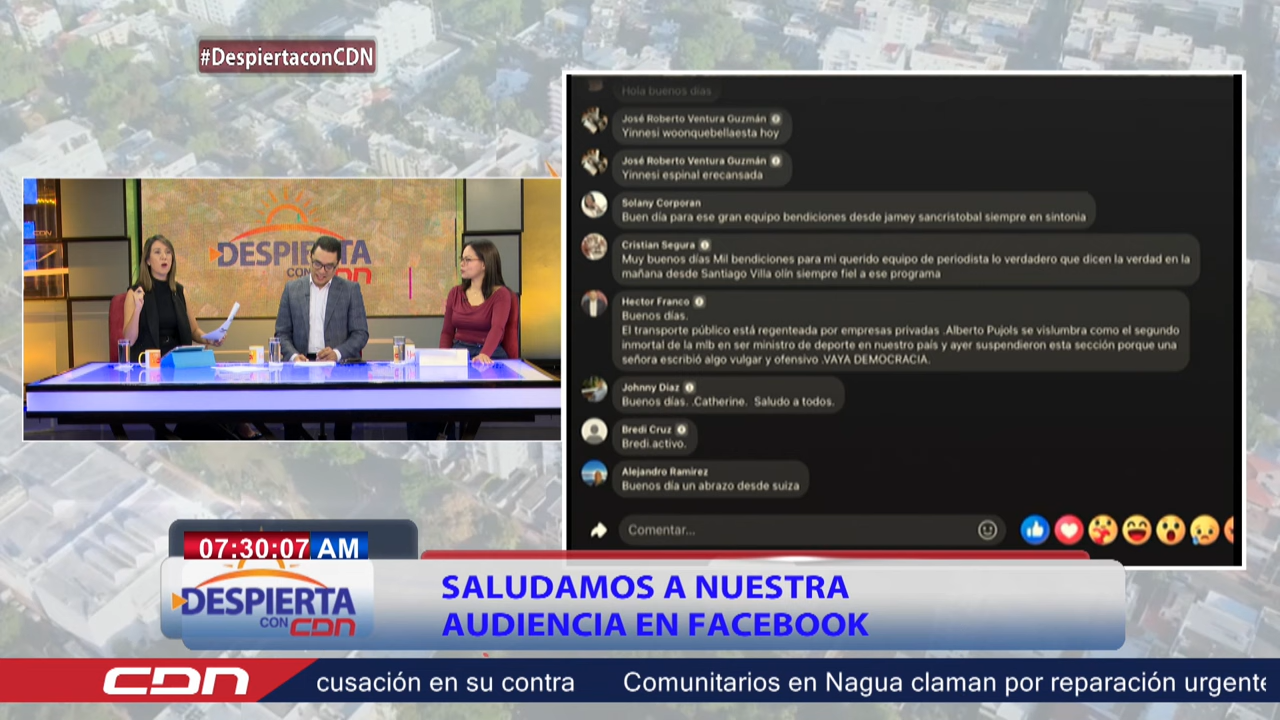 #DespiertaconCDN
Hola buenos días
José Roberto Ventura Guzmán
Yinnesi woonquebellaesta hoy
José Roberto Ventura Guzmán
Yinnesi espinal erecansada
Solany Corporan
Buen día para ese gran equipo bendiciones desde jamey sancristobal siempre en sintonia
Cristian Segura
Muy buenos días Mil bendiciones para mi querido equipo de periodista lo verdadero que dicen la verdad en la
mañana desde Santiago Villa olín siempre fiel a ese programa
Hector Franco
Buenos días.
El transporte público está regenteada por empresas privadas .Alberto Pujols se vislumbra como el segundo
inmortal de la mlb en ser ministro de deporte en nuestro país y ayer suspendieron esta sección porque una
señora escribió algo vulgar y ofensivo .VAYA DEMOCRACIA.
Johnny Diaz
Buenos días. .Catherine. Saludo a todos.
Bredi Cruz
Bredi.activo.
Alejandro Ramirez
Buenos día un abrazo desde suiza
Comentar...
CDN
DESPIERTA
CON CDN
07:30:07 AM
DESPIERTA
CON CDN
SALUDAMOS A NUESTRA
AUDIENCIA EN FACEBOOK
CDN
cusación en su contra Comunitarios en Nagua claman por reparación urgente